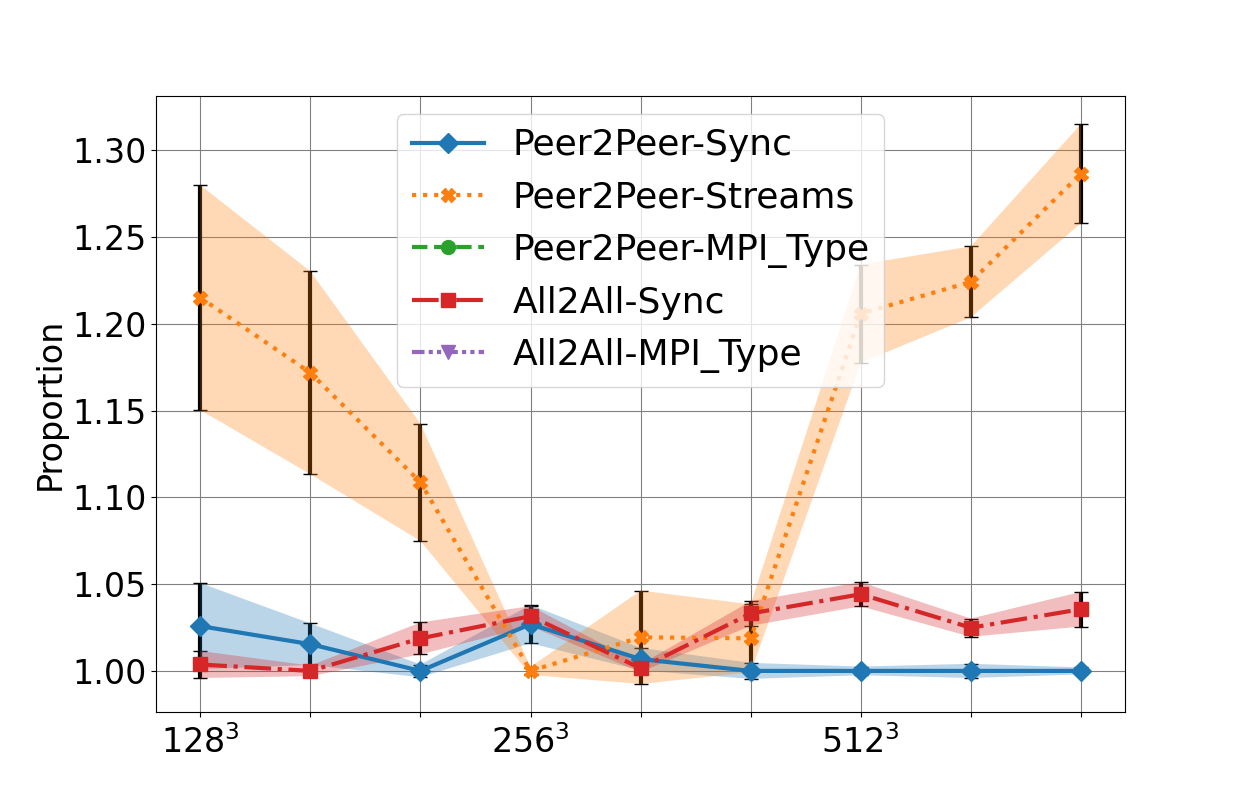 Proportion
1.30
1.25
1.20
1.15
1.10
1.05
1.00
Peer2Peer-Sync
Peer2Peer-Streams
Peer2Peer-MPI_Type
All2All-Sync
All2All-MPI_Type
128³ 256³ 512³